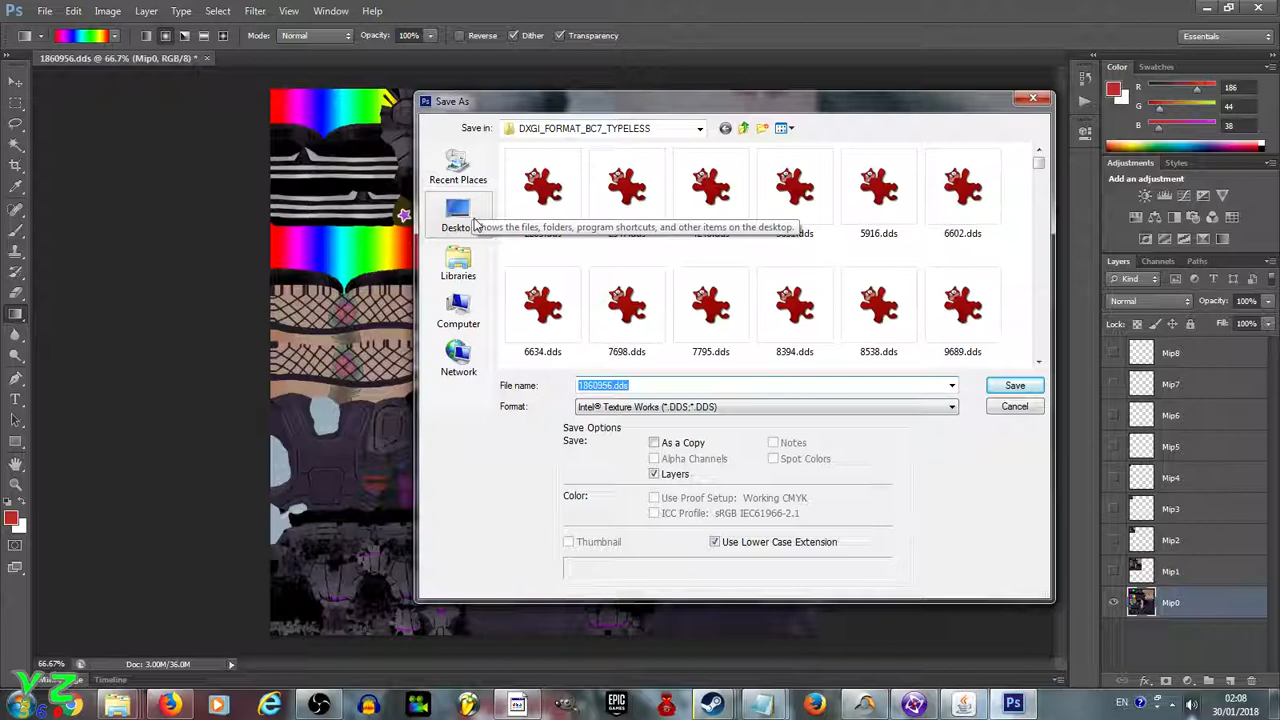 Ps File Edit Image Layer Type Select Filter Analysis View Window Help
Mode: Normal Opacity: 100% Reverse Dither Transparency Essentials
1860956.dds @ 66.7% (Mip0, RGB/8) * ×
Save As
Save in: DXGI_FORMAT_BC7_TYPELESS
Recent Places
Desktop
Shows the files, folders, program shortcuts, and other items on the desktop.
5916.dds 6602.dds
Libraries
Computer
Network
6634.dds 7698.dds 7795.dds 8394.dds 8538.dds 9689.dds
File name: 1860956.dds Save
Format: Intel® Texture Works (*.DDS;*.DDS) Cancel
Save Options
Save: As a Copy Notes
Alpha Channels Spot Colors
Layers
Color: Use Proof Setup: Working CMYK
ICC Profile: sRGB IEC61966-2.1
Thumbnail Use Lower Case Extension
Color Swatches
R 186
G 44
B 38
Adjustments Styles
Add an adjustment
Layers Channels Paths
Kind
Normal Opacity: 100%
Lock: Fill: 100%
Mip8
Mip7
Mip6
Mip5
Mip4
Mip3
Mip2
Mip1
Mip0
66.67% Doc: 3.00M/36.0M
Timeline
YZ
EPIC GAMES
Ps
EN
02:08
30/01/2018